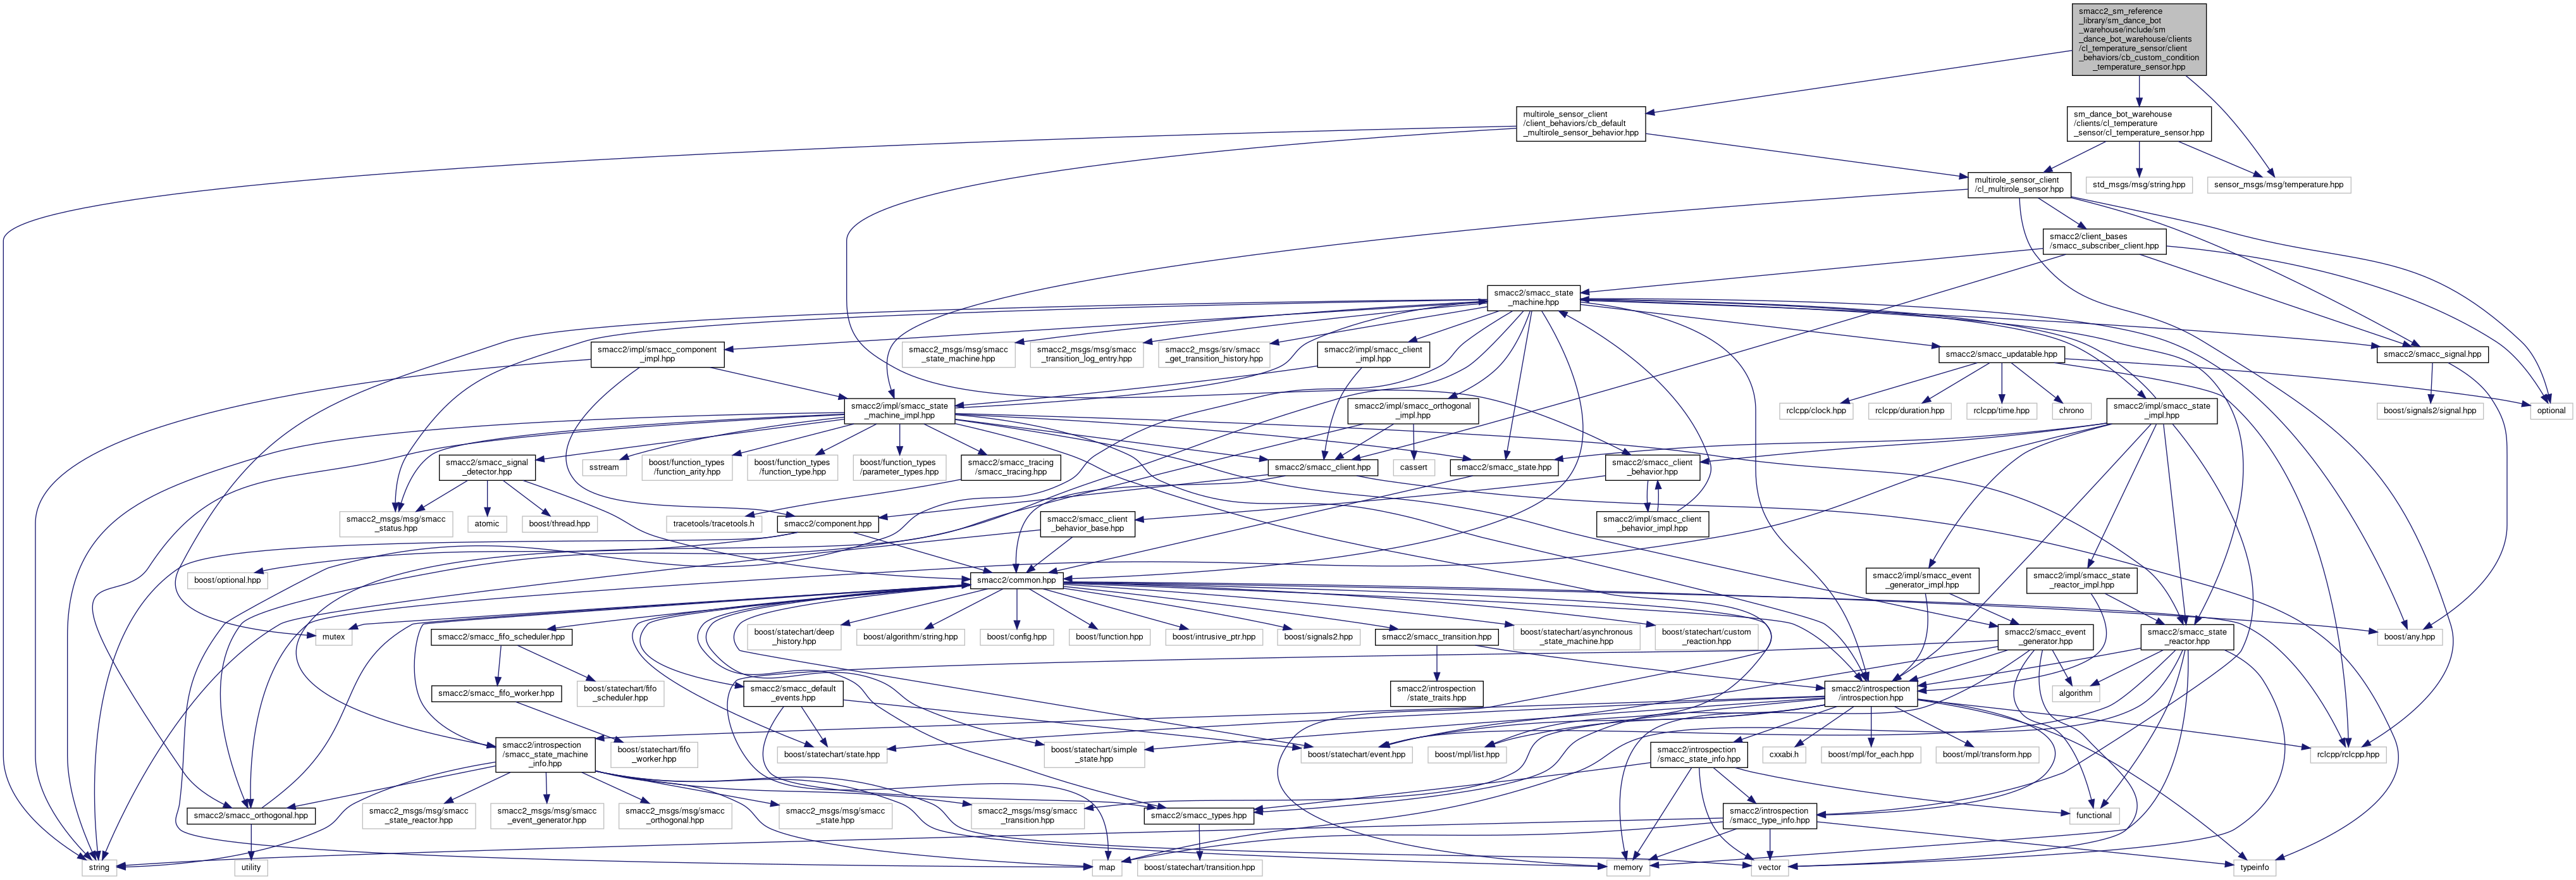 smacc2_sm_reference
_library/sm_dance_bot
_warehouse/include/sm
_dance_bot_warehouse/clients
/cl_temperature_sensor/client
_behaviors/cb_custom_condition
_temperature_sensor.hpp
multirole_sensor_client
/client_behaviors/cb_default
_multirole_sensor_behavior.hpp
sm_dance_bot_warehouse
/clients/cl_temperature
_sensor/cl_temperature_sensor.hpp
multirole_sensor_client
/cl_multirole_sensor.hpp
std_msgs/msg/string.hpp
sensor_msgs/msg/temperature.hpp
smacc2/client_bases
/smacc_subscriber_client.hpp
smacc2/smacc_state
_machine.hpp
smacc2/impl/smacc_component
_impl.hpp
smacc2_msgs/msg/smacc
_state_machine.hpp
smacc2_msgs/msg/smacc
_transition_log_entry.hpp
smacc2_msgs/srv/smacc
_get_transition_history.hpp
smacc2/impl/smacc_client
_impl.hpp
smacc2/smacc_updatable.hpp
smacc2/smacc_signal.hpp
smacc2/impl/smacc_state
_machine_impl.hpp
smacc2/impl/smacc_orthogonal
_impl.hpp
rclcpp/clock.hpp
rclcpp/duration.hpp
rclcpp/time.hpp
chrono
smacc2/impl/smacc_state
_impl.hpp
boost/signals2/signal.hpp
optional
smacc2/smacc_signal
_detector.hpp
sstream
boost/function_types
/function_arity.hpp
boost/function_types
/function_type.hpp
boost/function_types
/parameter_types.hpp
smacc2/smacc_tracing
/smacc_tracing.hpp
smacc2/smacc_client.hpp
cassert
smacc2/smacc_state.hpp
smacc2/smacc_client
_behavior.hpp
smacc2_msgs/msg/smacc
_status.hpp
atomic
boost/thread.hpp
tracetools/tracetools.h
smacc2/component.hpp
smacc2/smacc_client
_behavior_base.hpp
smacc2/impl/smacc_client
_behavior_impl.hpp
boost/optional.hpp
smacc2/common.hpp
smacc2/impl/smacc_event
_generator_impl.hpp
smacc2/impl/smacc_state
_reactor_impl.hpp
mutex
smacc2/smacc_fifo_scheduler.hpp
boost/statechart/deep
_history.hpp
boost/algorithm/string.hpp
boost/config.hpp
boost/function.hpp
boost/intrusive_ptr.hpp
boost/signals2.hpp
smacc2/smacc_transition.hpp
boost/statechart/asynchronous
_state_machine.hpp
boost/statechart/custom
_reaction.hpp
smacc2/smacc_event
_generator.hpp
smacc2/smacc_state
_reactor.hpp
boost/any.hpp
smacc2/smacc_fifo_worker.hpp
boost/statechart/fifo
_scheduler.hpp
smacc2/smacc_default
_events.hpp
smacc2/introspection
/state_traits.hpp
smacc2/introspection
/introspection.hpp
algorithm
smacc2/introspection
/smacc_state_machine
_info.hpp
boost/statechart/fifo
_worker.hpp
boost/statechart/state.hpp
boost/statechart/simple
_state.hpp
boost/statechart/event.hpp
boost/mpl/list.hpp
smacc2/introspection
/smacc_state_info.hpp
cxxabi.h
boost/mpl/for_each.hpp
boost/mpl/transform.hpp
rclcpp/rclcpp.hpp
smacc2/smacc_orthogonal.hpp
smacc2_msgs/msg/smacc
_state_reactor.hpp
smacc2_msgs/msg/smacc
_event_generator.hpp
smacc2_msgs/msg/smacc
_orthogonal.hpp
smacc2_msgs/msg/smacc
_state.hpp
smacc2_msgs/msg/smacc
_transition.hpp
smacc2/smacc_types.hpp
smacc2/introspection
/smacc_type_info.hpp
functional
string
utility
map
boost/statechart/transition.hpp
memory
vector
typeinfo